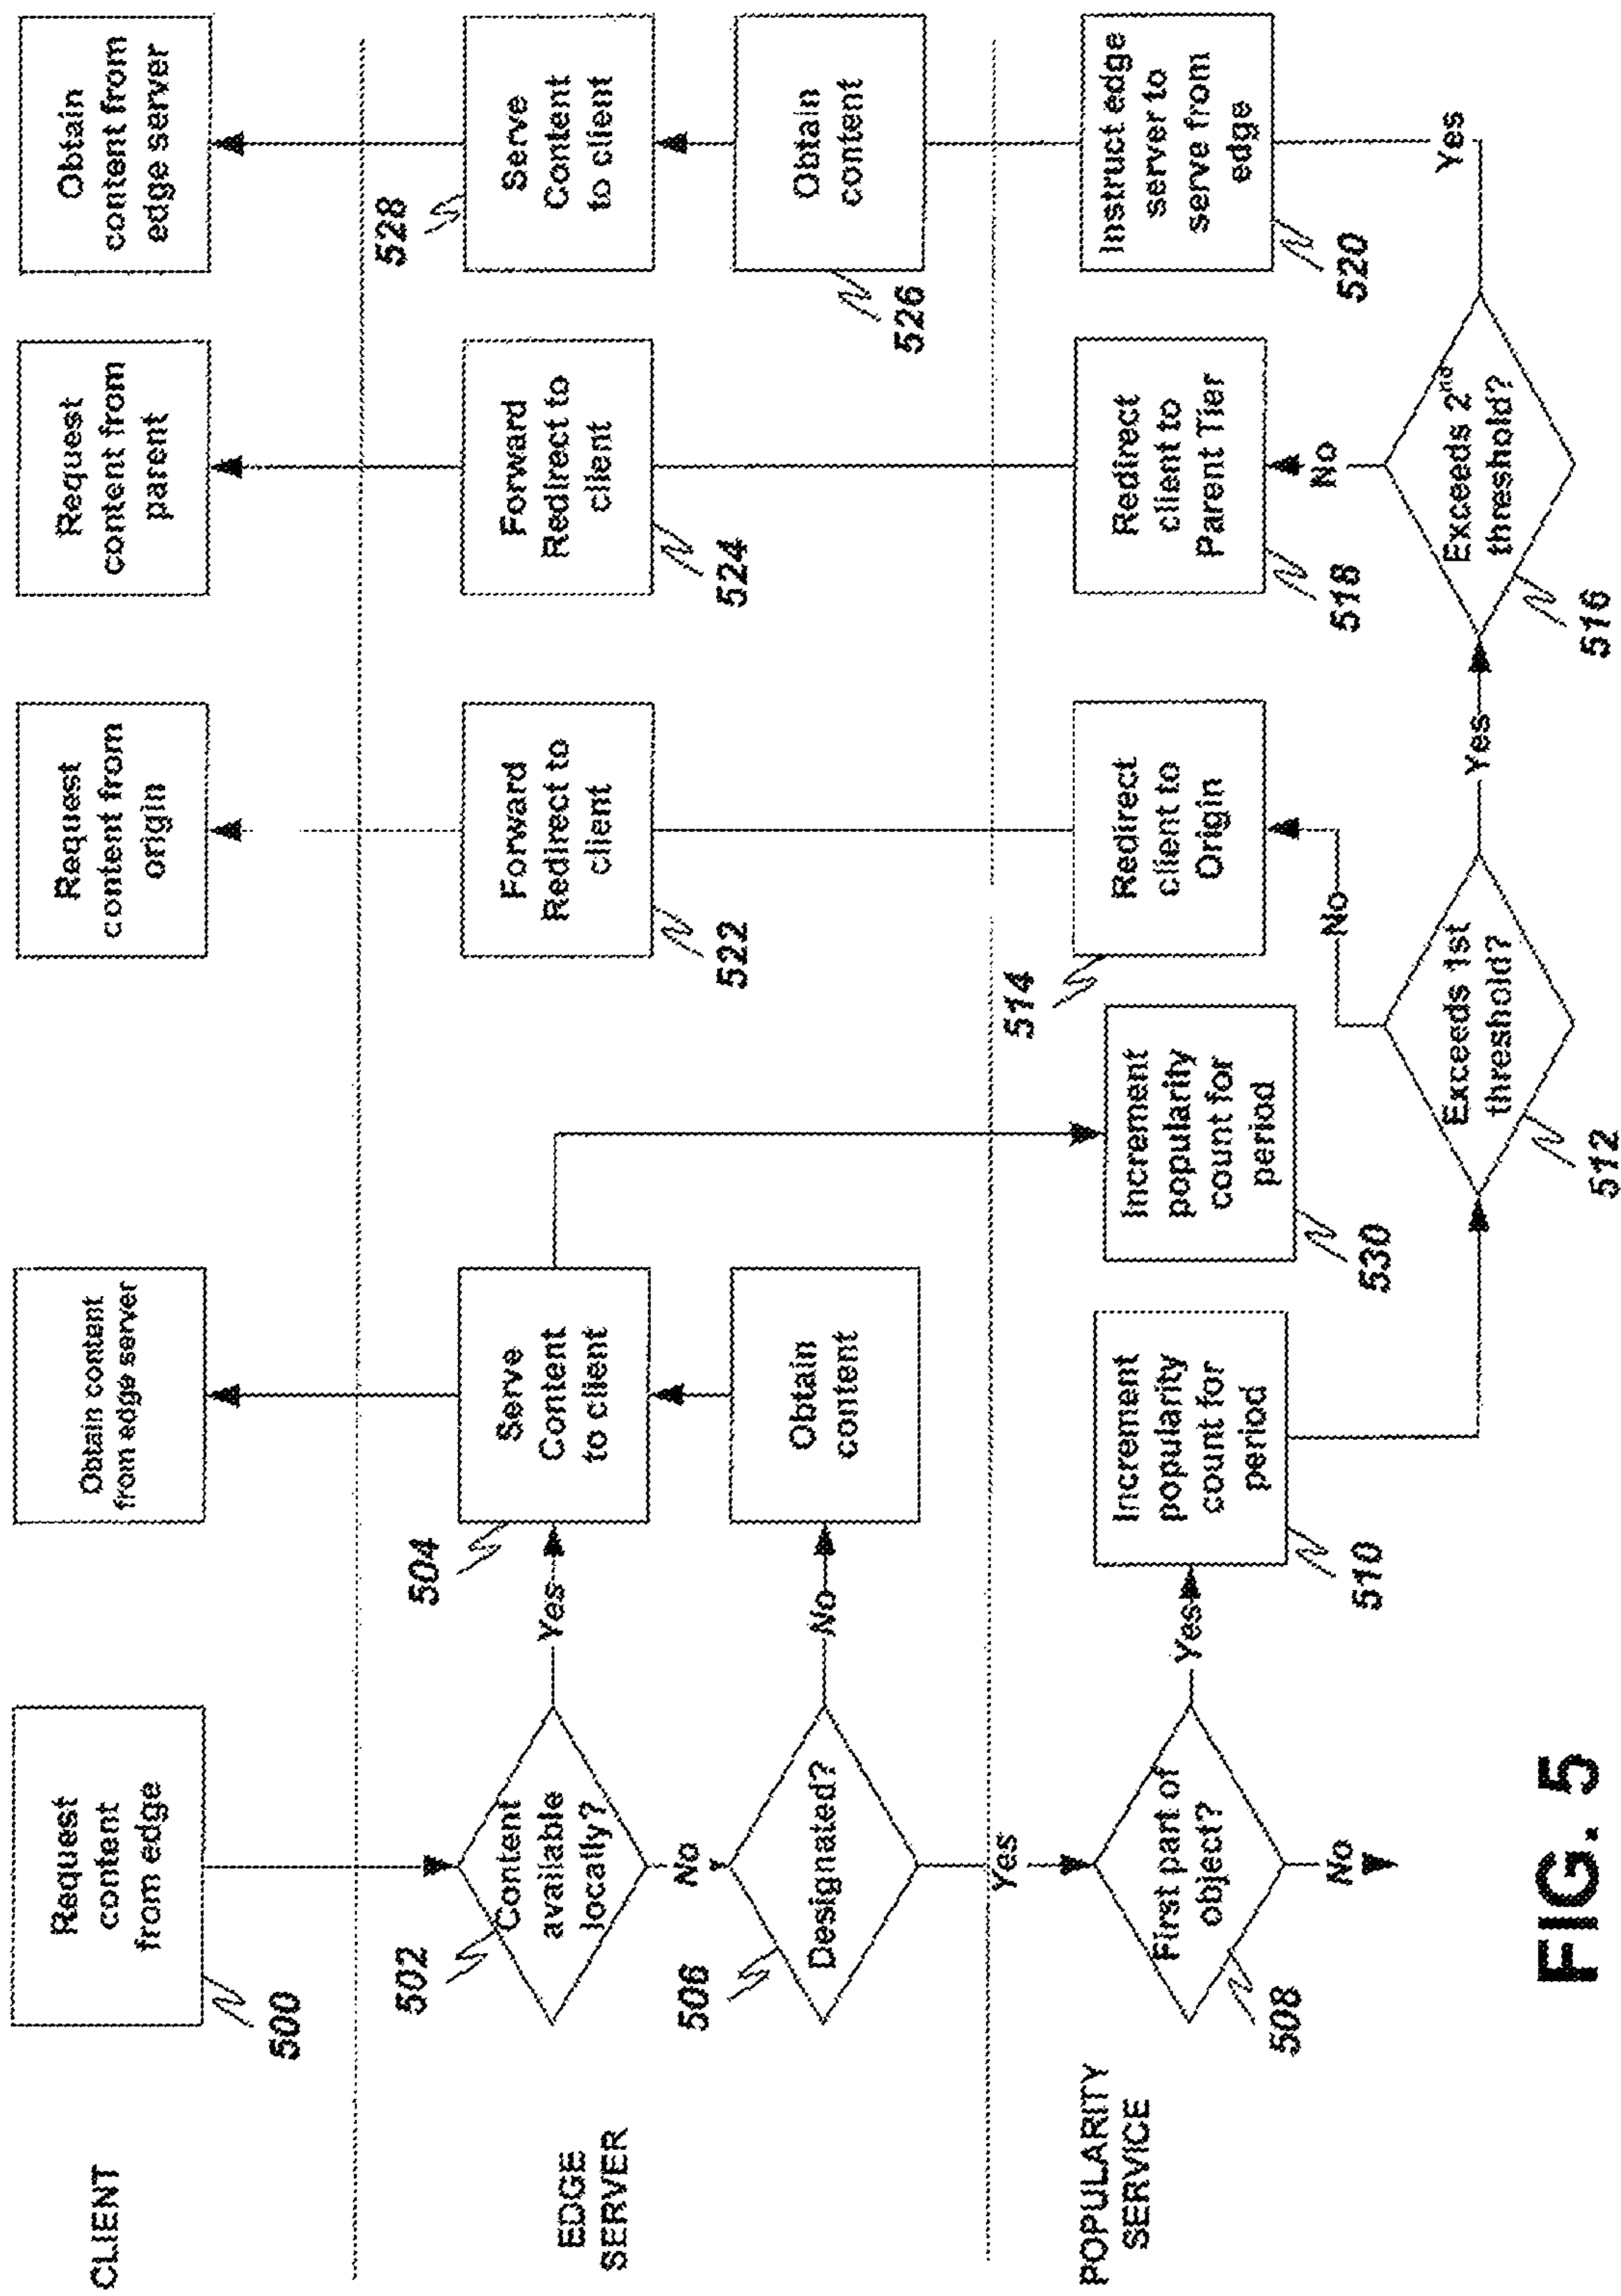 CLIENT
Request
content
from edge
500
Obtain content
from edge server
Request
content from
origin
Request
content from
parent
Obtain
content from
edge server
EDGE
SERVER
502
Content
available
locally?
Yes
504
Serve
Content
to client
Forward
Redirect to
client
522
Forward
Redirect to
client
524
528
Serve
Content
to client
No
506
Designated?
No
Obtain
content
Obtain
content
526
Yes
POPULARITY
SERVICE
First part of
object?
508
Yes
No
Increment
popularity
count for
period
510
Increment
popularity
count for
period
530
514
Redirect
client to
Origin
Redirect
client to
Parent Tier
518
Instruct edge
server to
serve from
edge
520
No
No
Yes
Exceeds 1st
threshold?
512
Yes
Exceeds 2nd
threshold?
516
FIG. 5